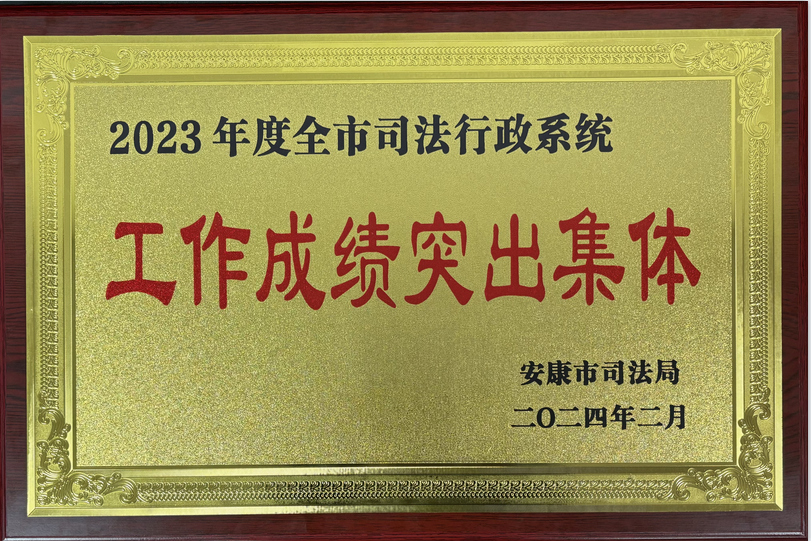 2023年度全市司法行政系统
工作成绩突出集体
安康市司法局
二〇二四年二月